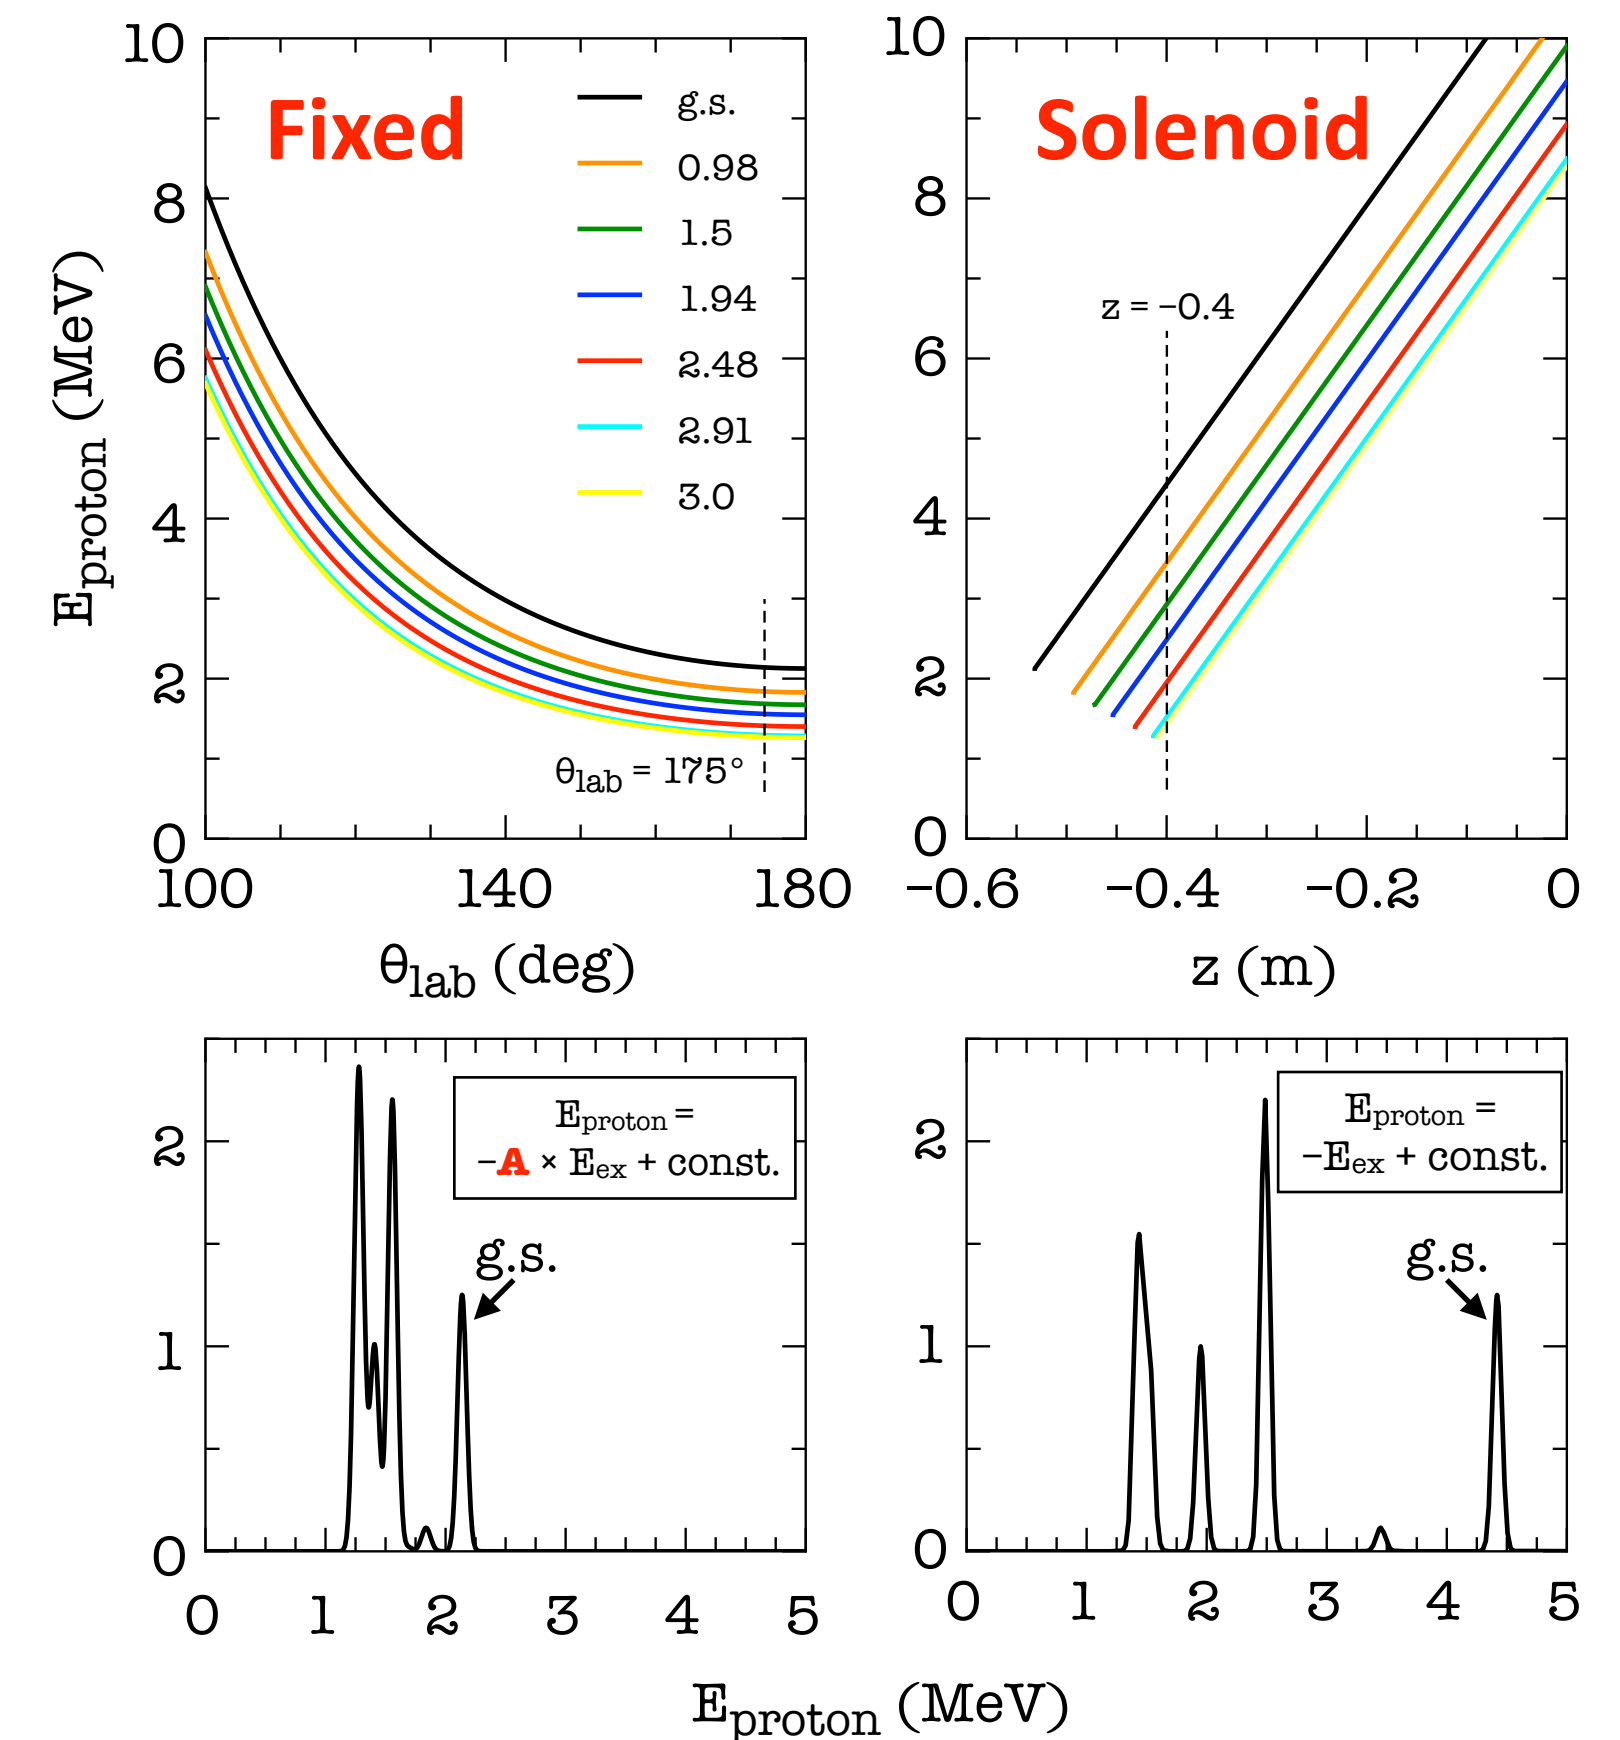 Fixed
g.s.
0.98
1.5
1.94
2.48
2.91
3.0
θlab = 175°
10
8
6
4
2
0
100 140 180
Eproton (MeV)
θlab (deg)
Solenoid
z = −0.4
10
8
6
4
2
0
−0.6 −0.4 −0.2 0
z (m)
Eproton =
−A × Eex + const.
g.s.
2
1
0
0 1 2 3 4 5
Eproton =
−Eex + const.
g.s.
2
1
0
0 1 2 3 4 5
Eproton (MeV)